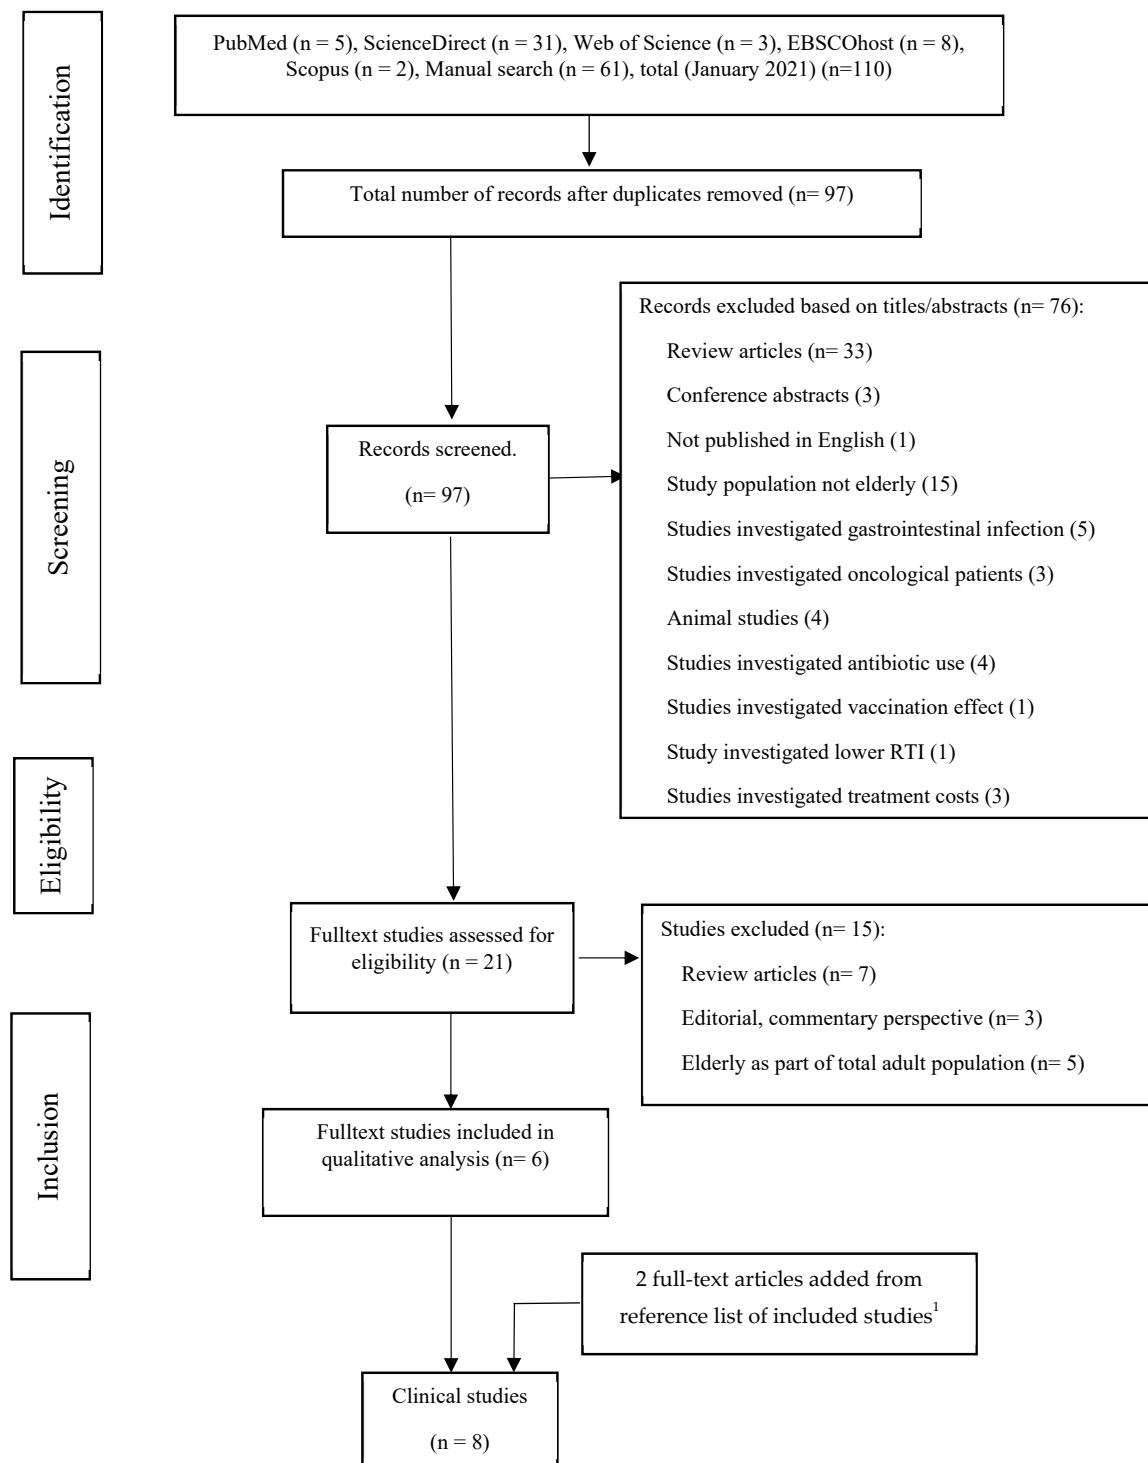 Identification
PubMed (n = 5), ScienceDirect (n = 31), Web of Science (n = 3), EBSCOhost (n = 8),
Scopus (n = 2), Manual search (n = 61), total (January 2021) (n=110)
Total number of records after duplicates removed (n= 97)
Screening
Records screened.
(n= 97)
Records excluded based on titles/abstracts (n= 76):
Review articles (n= 33)
Conference abstracts (3)
Not published in English (1)
Study population not elderly (15)
Studies investigated gastrointestinal infection (5)
Studies investigated oncological patients (3)
Animal studies (4)
Studies investigated antibiotic use (4)
Studies investigated vaccination effect (1)
Study investigated lower RTI (1)
Studies investigated treatment costs (3)
Eligibility
Fulltext studies assessed for
eligibility (n = 21)
Studies excluded (n= 15):
Review articles (n= 7)
Editorial, commentary perspective (n= 3)
Elderly as part of total adult population (n= 5)
Inclusion
Fulltext studies included in
qualitative analysis (n= 6)
2 full-text articles added from
reference list of included studies¹
Clinical studies
(n = 8)